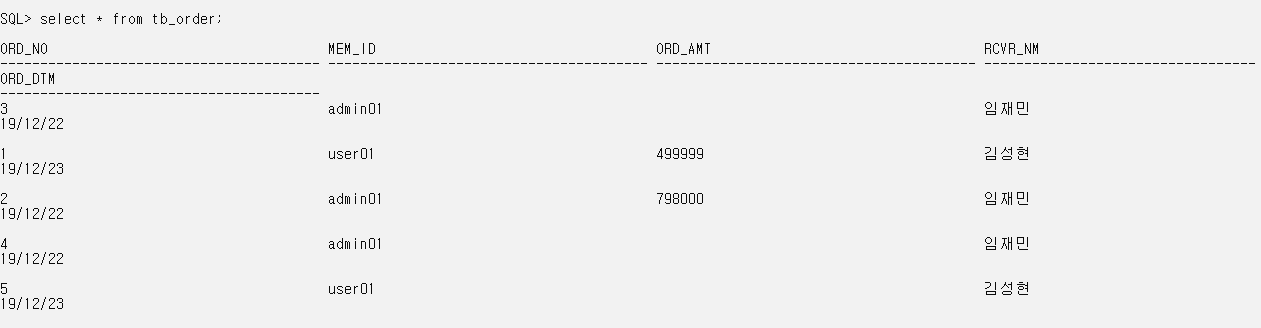 SQL> select * from tb_order;
ORD_NO MEM_ID ORD_AMT RCVR_NM
---------------------------------------- ---------------------------------------- ---------------------------------------- ----------------------------------
ORD_DTM
----------------------------------------
3 admin01 임재민
19/12/22
1 user01 499999 김성현
19/12/23
2 admin01 798000 임재민
19/12/22
4 admin01 임재민
19/12/22
5 user01 김성현
19/12/23